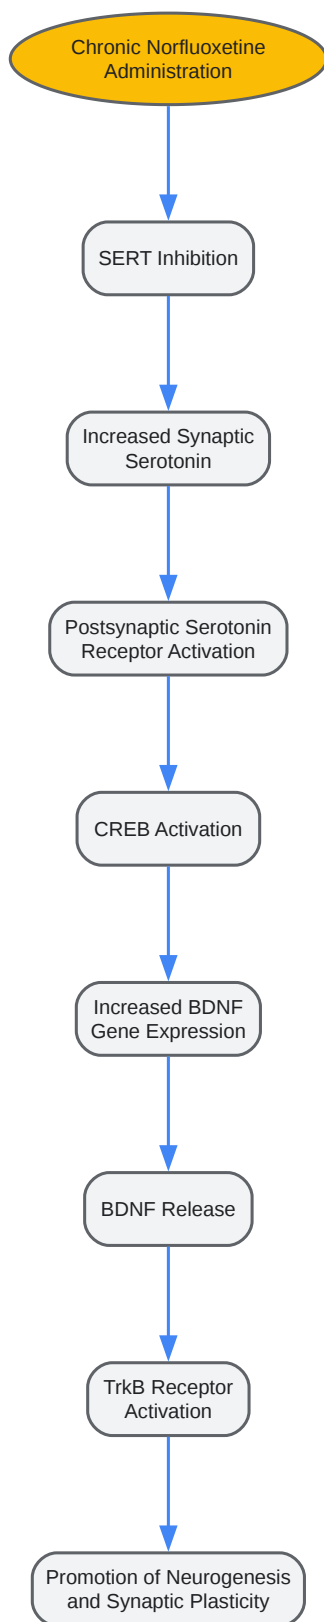 Chronic Norfluoxetine
Administration
SERT Inhibition
Increased Synaptic
Serotonin
Postsynaptic Serotonin
Receptor Activation
CREB Activation
Increased BDNF
Gene Expression
BDNF Release
TrkB Receptor
Activation
Promotion of Neurogenesis
and Synaptic Plasticity